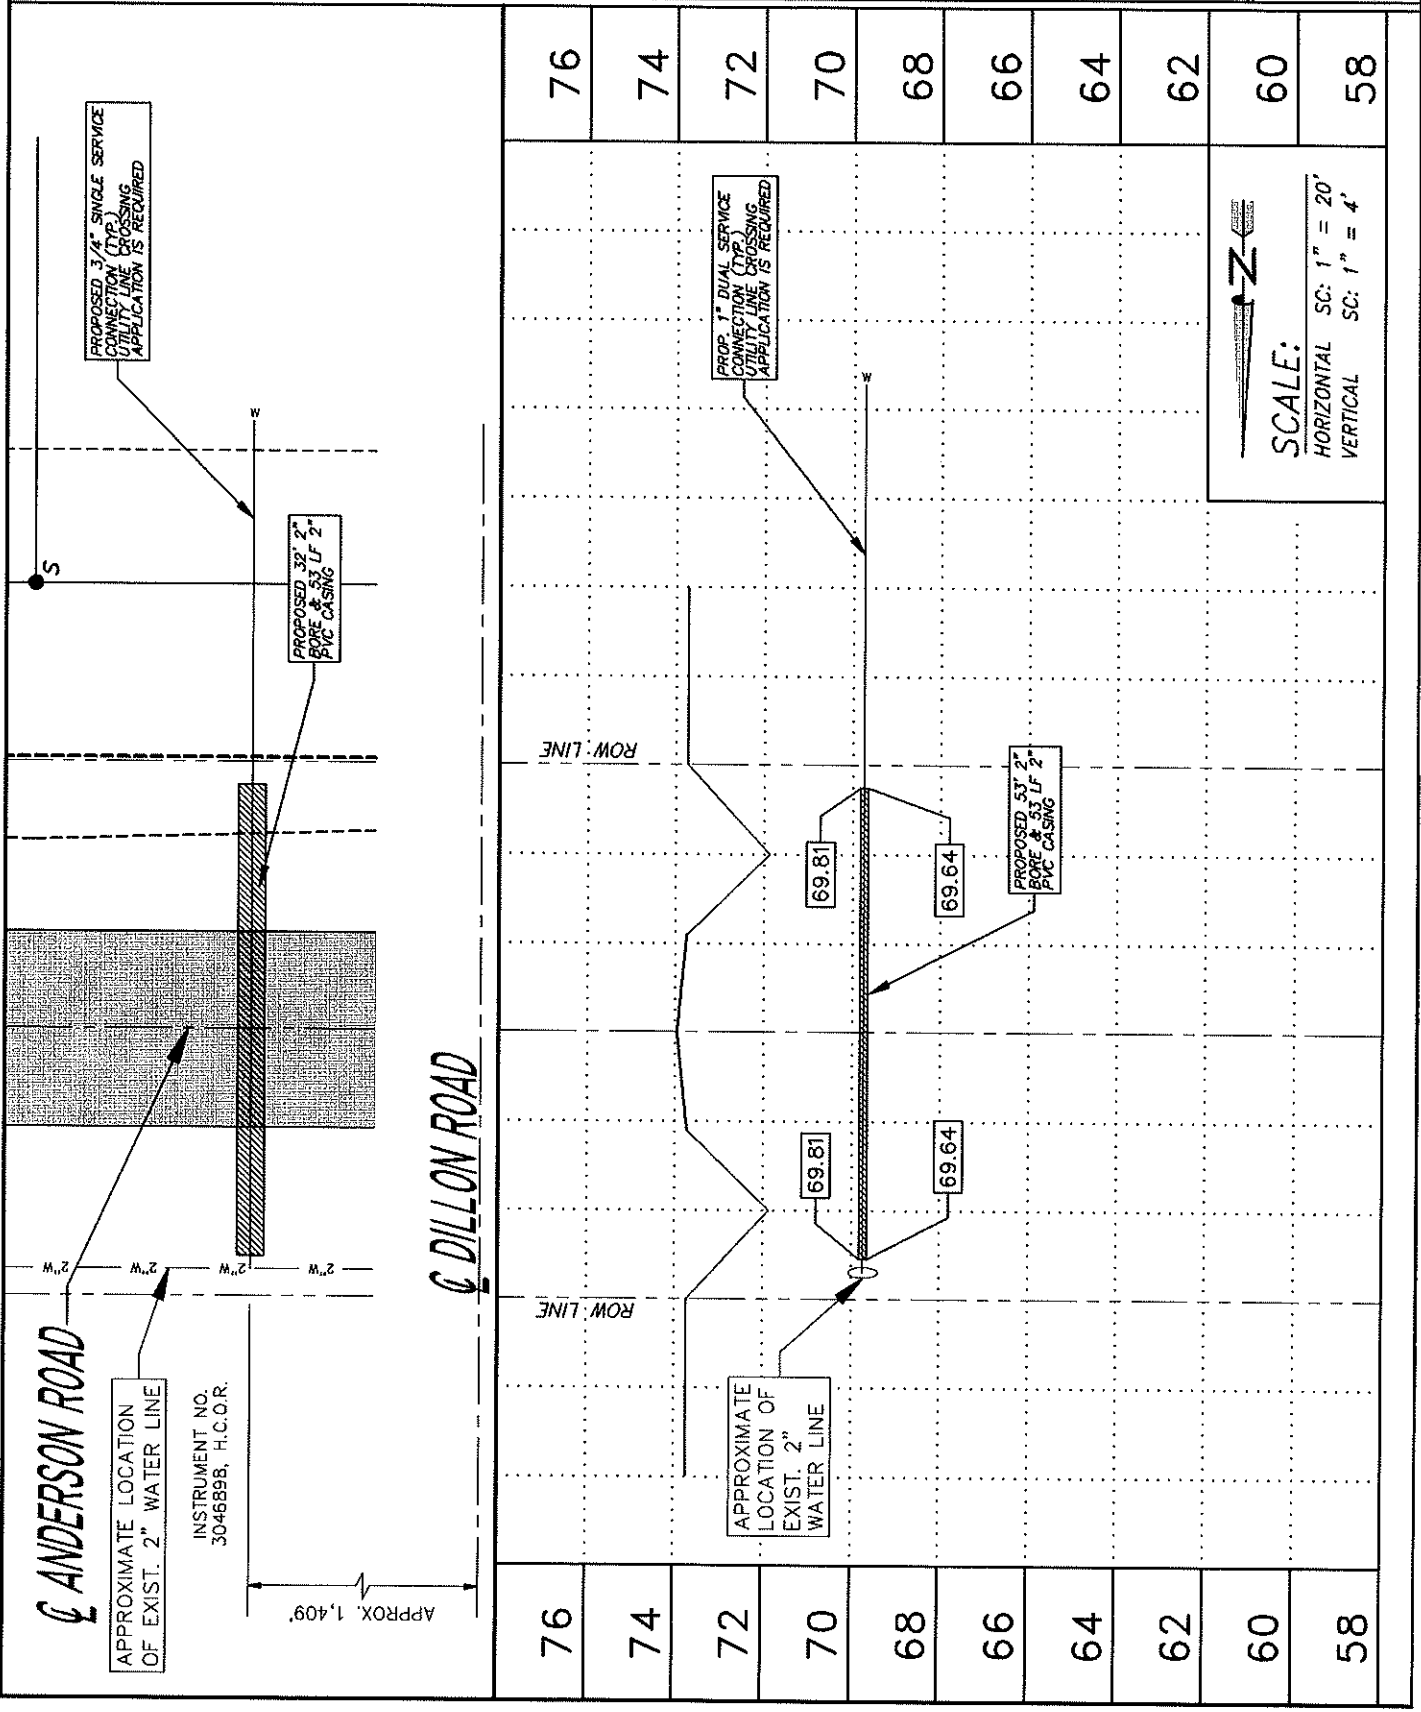 ℄ ANDERSON ROAD
APPROXIMATE LOCATION
OF EXIST. 2" WATER LINE
INSTRUMENT NO.
3046898, H.C.O.R.
APPROX. 1,409'
2"W
2"W
2"W
2"W
℄ DILLON ROAD
PROPOSED 32' 2"
BORE & 53 LF 2"
PVC CASING
S
W
PROPOSED 3/4" SINGLE SERVICE
CONNECTION (TYP.)
UTILITY LINE CROSSING
APPLICATION IS REQUIRED
76
74
72
70
68
66
64
62
60
58
ROW LINE
ROW LINE
APPROXIMATE
LOCATION OF
EXIST. 2"
WATER LINE
69.81
69.64
69.81
69.64
PROPOSED 53' 2"
BORE & 53 LF 2"
PVC CASING
W
PROP. 1" DUAL SERVICE
CONNECTION (TYP.)
UTILITY LINE CROSSING
APPLICATION IS REQUIRED
76
74
72
70
68
66
64
62
60
58
N
SCALE:
HORIZONTAL SC: 1" = 20'
VERTICAL SC: 1" = 4'